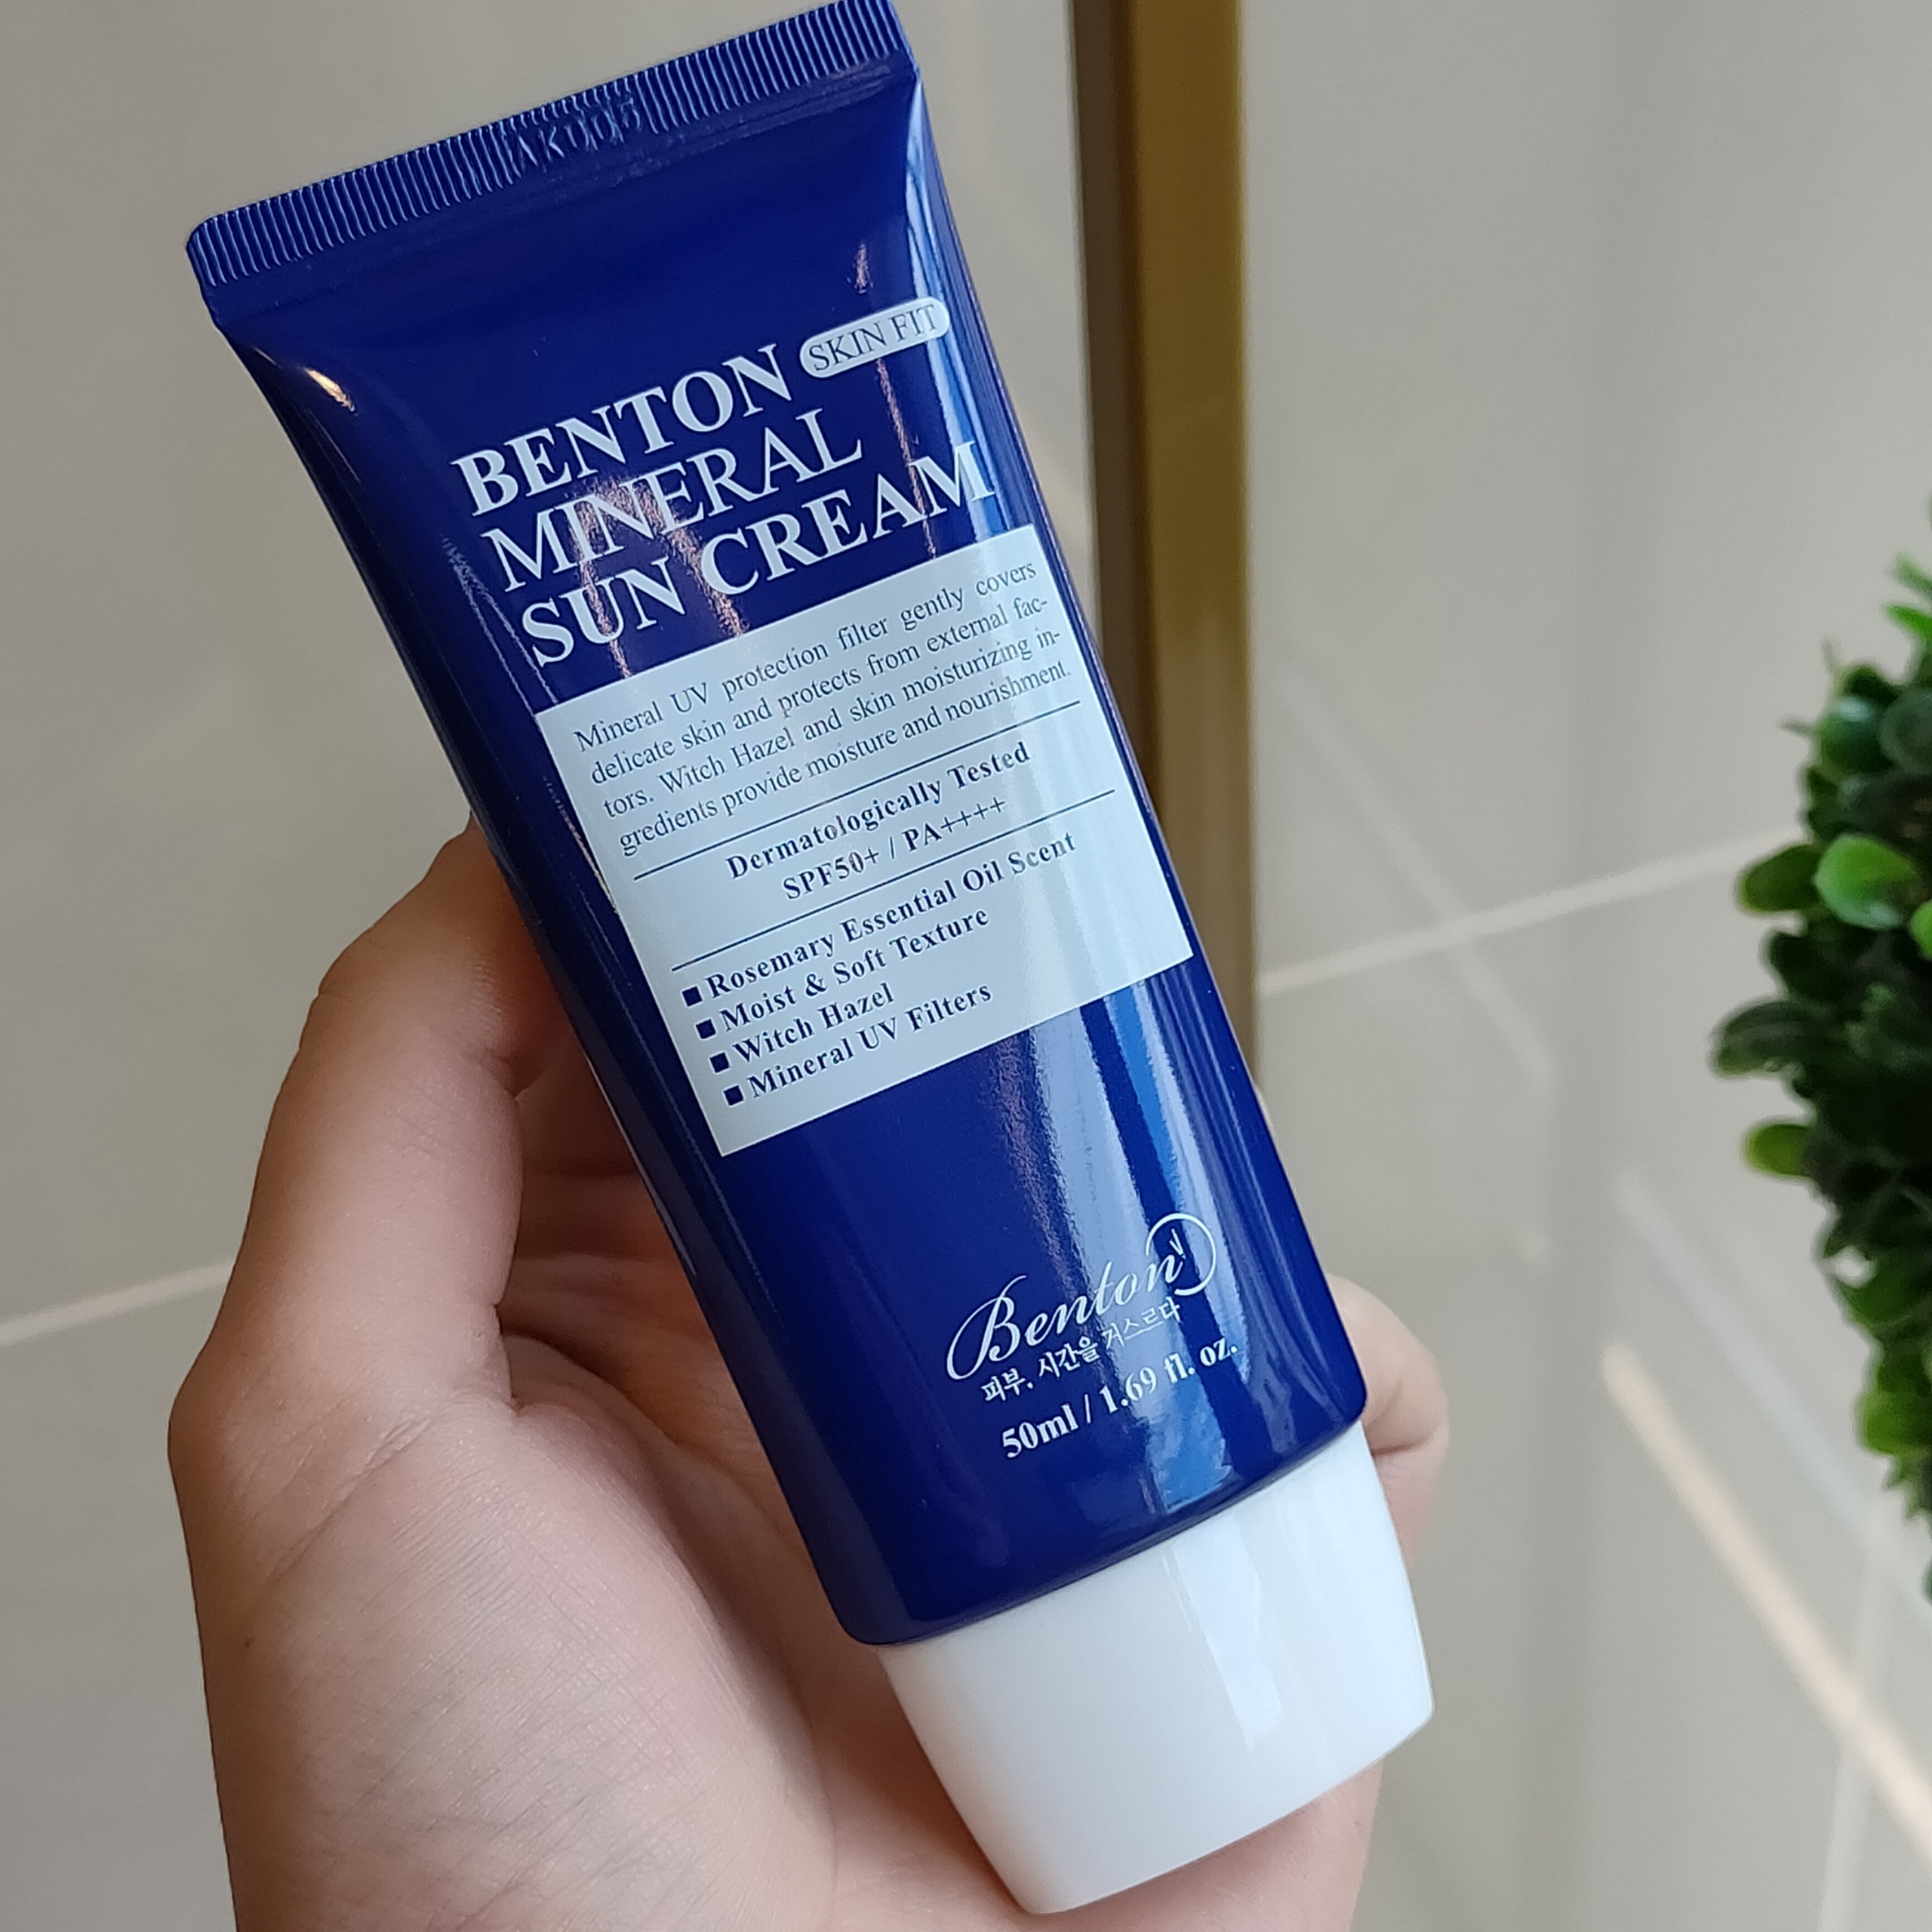 BENTON SKIN FIT
MINERAL
SUN CREAM
Mineral UV protection filter gently covers
delicate skin and protects from external fac-
tors. Witch Hazel and skin moisturizing in-
gredients provide moisture and nourishment.
Dermatologically Tested
SPF50+ / PA++++
■ Rosemary Essential Oil Scent
■ Moist & Soft Texture
■ Witch Hazel
■ Mineral UV Filters
Benton
피부, 시간을 거스르다
50ml / 1.69 fl. oz.